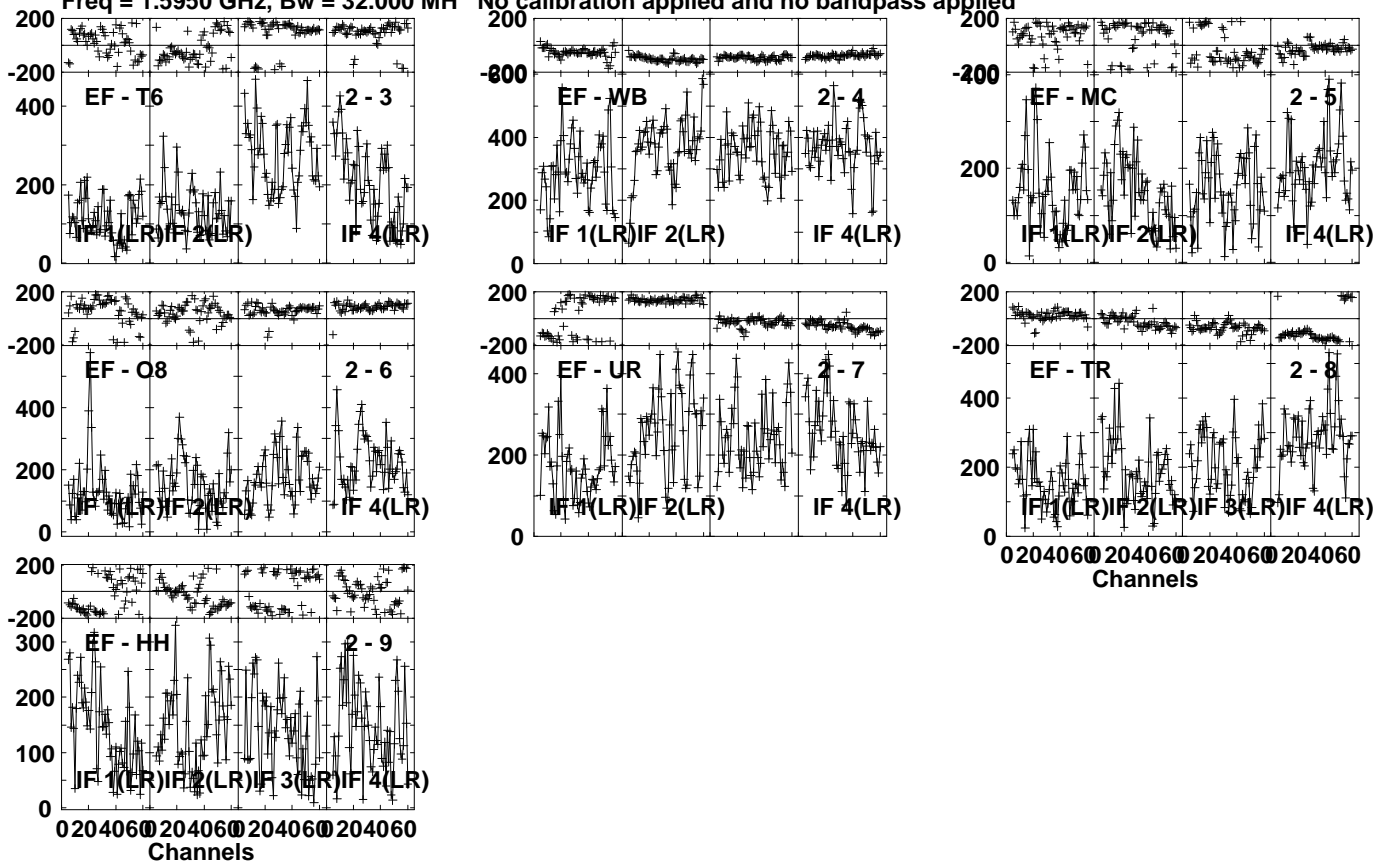 Freq = 1.5950 GHz, Bw = 32.000 MH No calibration applied and no bandpass applied
200
-200
EF - T6
2 - 3
400
200
0
IF 1(LR)
IF 2(LR)
IF 4(LR)
200
-200
600
EF - WB
2 - 4
400
200
0
IF 1(LR)
IF 2(LR)
IF 4(LR)
200
-200
400
EF - MC
2 - 5
300
200
100
0
IF 1(LR)
IF 2(LR)
IF 4(LR)
200
-200
EF - O8
2 - 6
400
200
0
IF 1(LR)
IF 2(LR)
IF 4(LR)
200
-200
EF - UR
2 - 7
400
300
200
100
0
IF 1(LR)
IF 2(LR)
IF 4(LR)
200
-200
EF - TR
2 - 8
400
200
0
IF 1(LR)
IF 2(LR)
IF 3(LR)
IF 4(LR)
0 20 40 60 0 20 40 60 0 20 40 60 0 20 40 60
Channels
200
-200
EF - HH
2 - 9
300
200
100
0
IF 1(LR)
IF 2(LR)
IF 3(LR)
IF 4(LR)
0 20 40 60 0 20 40 60 0 20 40 60 0 20 40 60
Channels